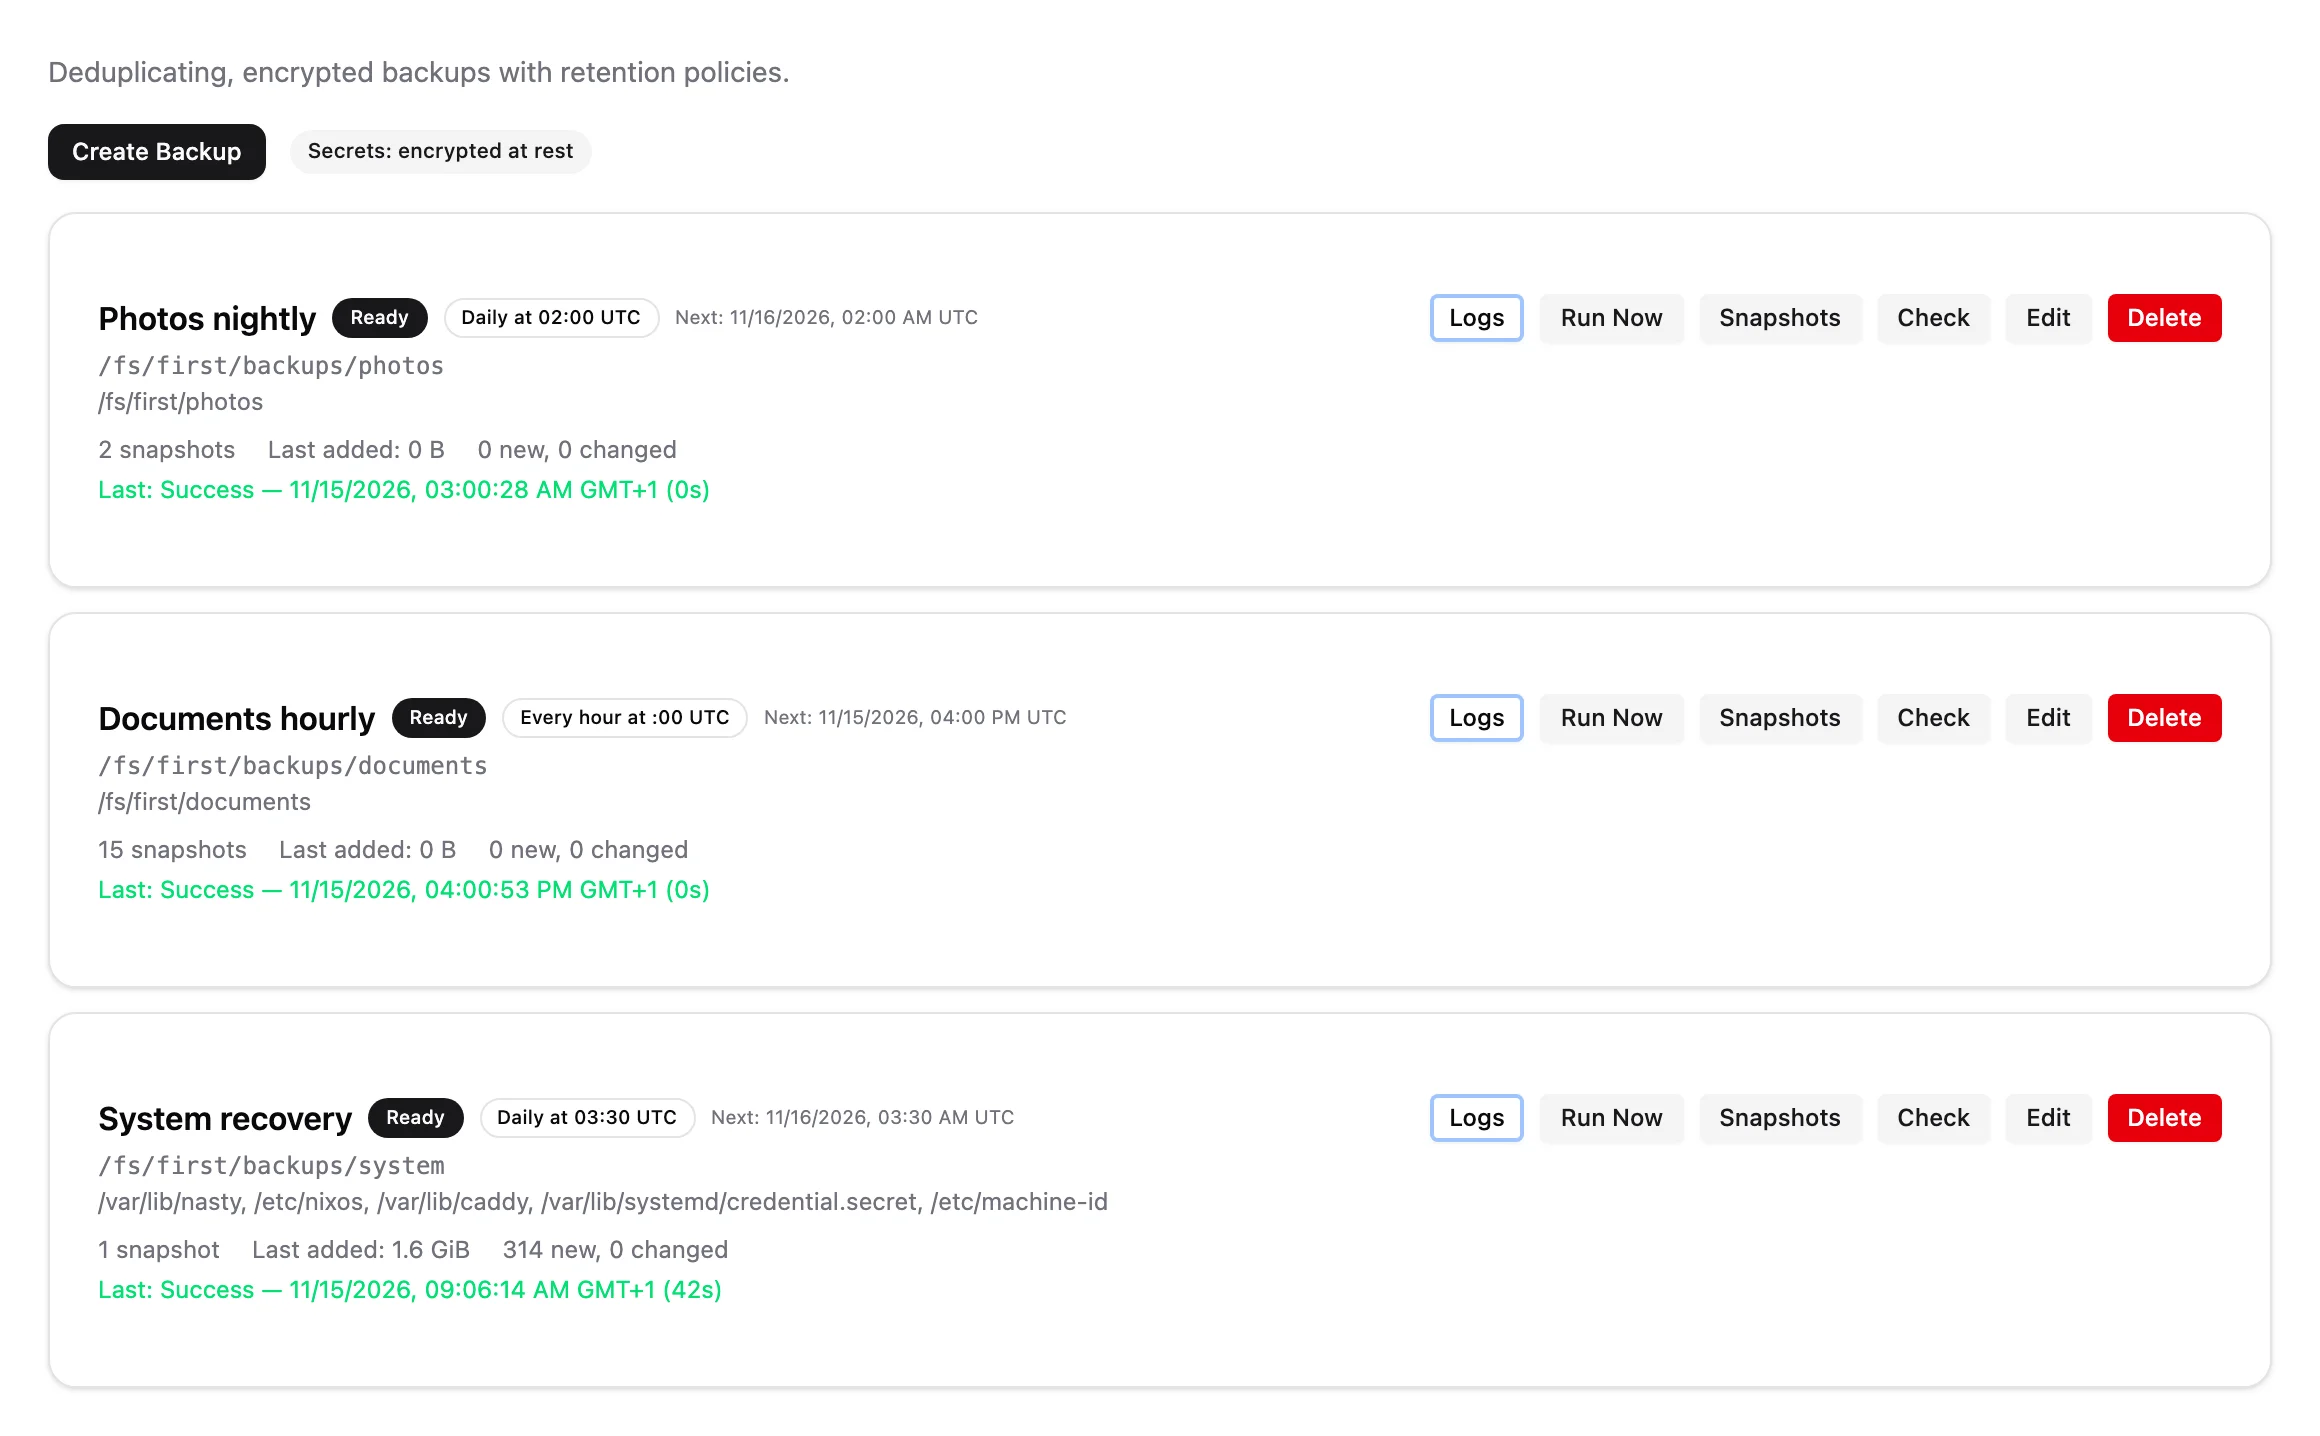 Deduplicating, encrypted backups with retention policies.
Create Backup Secrets: encrypted at rest
Photos nightly Ready Daily at 02:00 UTC Next: 11/16/2026, 02:00 AM UTC Logs Run Now Snapshots Check Edit Delete
/fs/first/backups/photos
/fs/first/photos
2 snapshots Last added: 0 B 0 new, 0 changed
Last: Success — 11/15/2026, 03:00:28 AM GMT+1 (0s)
Documents hourly Ready Every hour at :00 UTC Next: 11/15/2026, 04:00 PM UTC Logs Run Now Snapshots Check Edit Delete
/fs/first/backups/documents
/fs/first/documents
15 snapshots Last added: 0 B 0 new, 0 changed
Last: Success — 11/15/2026, 04:00:53 PM GMT+1 (0s)
System recovery Ready Daily at 03:30 UTC Next: 11/16/2026, 03:30 AM UTC Logs Run Now Snapshots Check Edit Delete
/fs/first/backups/system
/var/lib/nasty, /etc/nixos, /var/lib/caddy, /var/lib/systemd/credential.secret, /etc/machine-id
1 snapshot Last added: 1.6 GiB 314 new, 0 changed
Last: Success — 11/15/2026, 09:06:14 AM GMT+1 (42s)